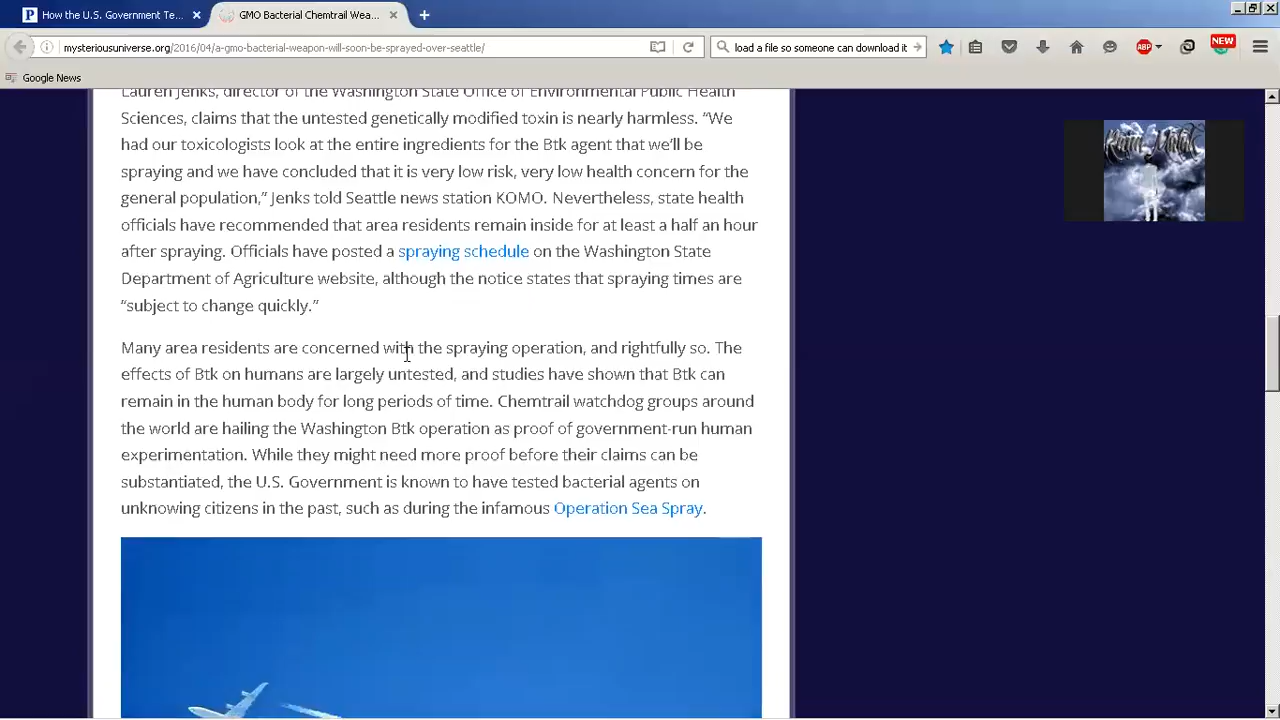 How the U.S. Government Te...
GMO Bacterial Chemtrail Wea...
mysteriousuniverse.org/2016/04/a-gmo-bacterial-weapon-will-soon-be-sprayed-over-seattle/
load a file so someone can download it
ABP
NEW
Google News
Lauren Jenks, director of the Washington State Office of Environmental Public Health
Sciences, claims that the untested genetically modified toxin is nearly harmless. “We
had our toxicologists look at the entire ingredients for the Btk agent that we’ll be
spraying and we have concluded that it is very low risk, very low health concern for the
general population,” Jenks told Seattle news station KOMO. Nevertheless, state health
officials have recommended that area residents remain inside for at least a half an hour
after spraying. Officials have posted a spraying schedule on the Washington State
Department of Agriculture website, although the notice states that spraying times are
“subject to change quickly.”
Many area residents are concerned with the spraying operation, and rightfully so. The
effects of Btk on humans are largely untested, and studies have shown that Btk can
remain in the human body for long periods of time. Chemtrail watchdog groups around
the world are hailing the Washington Btk operation as proof of government-run human
experimentation. While they might need more proof before their claims can be
substantiated, the U.S. Government is known to have tested bacterial agents on
unknowing citizens in the past, such as during the infamous Operation Sea Spray.